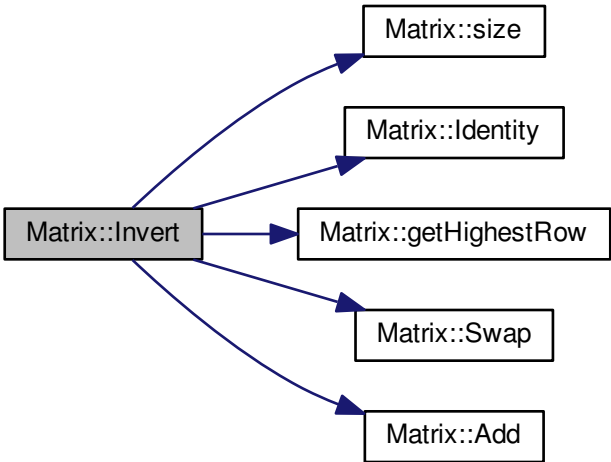 Matrix::size
Matrix::Identity
Matrix::Invert
Matrix::getHighestRow
Matrix::Swap
Matrix::Add